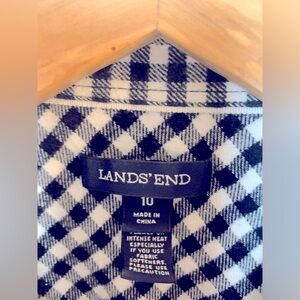 LANDS' END
10
MADE IN
CHINA
INTENSE HEAT
ESPECIALLY
IF YOU USE
FABRIC
SOFTENERS.
PLEASE USE
PRECAUTION